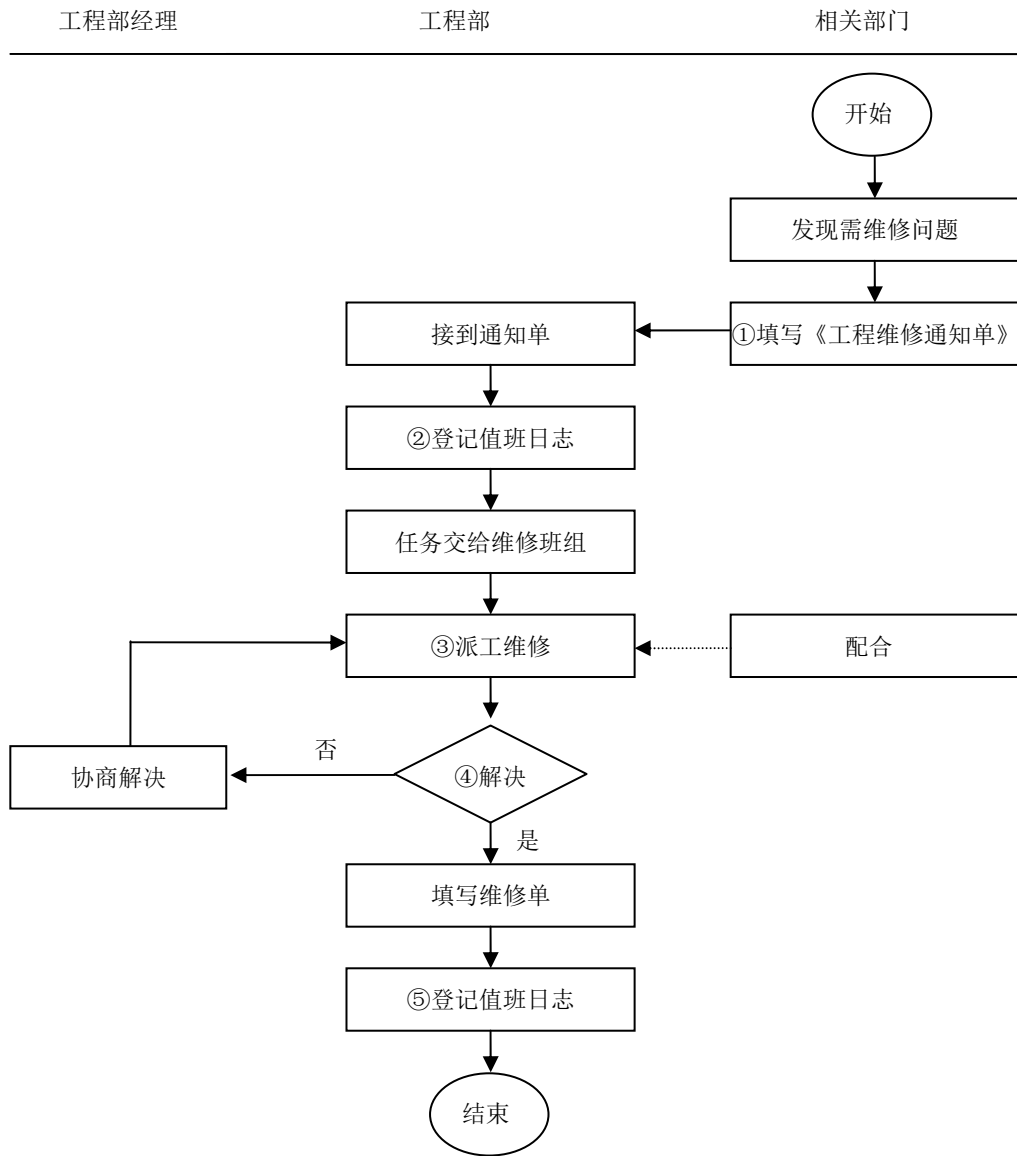 工程部经理
工程部
相关部门
开始
发现需维修问题
接到通知单
①填写《工程维修通知单》
②登记值班日志
任务交给维修班组
③派工维修
配合
否
协商解决
④解决
是
填写维修单
⑤登记值班日志
结束